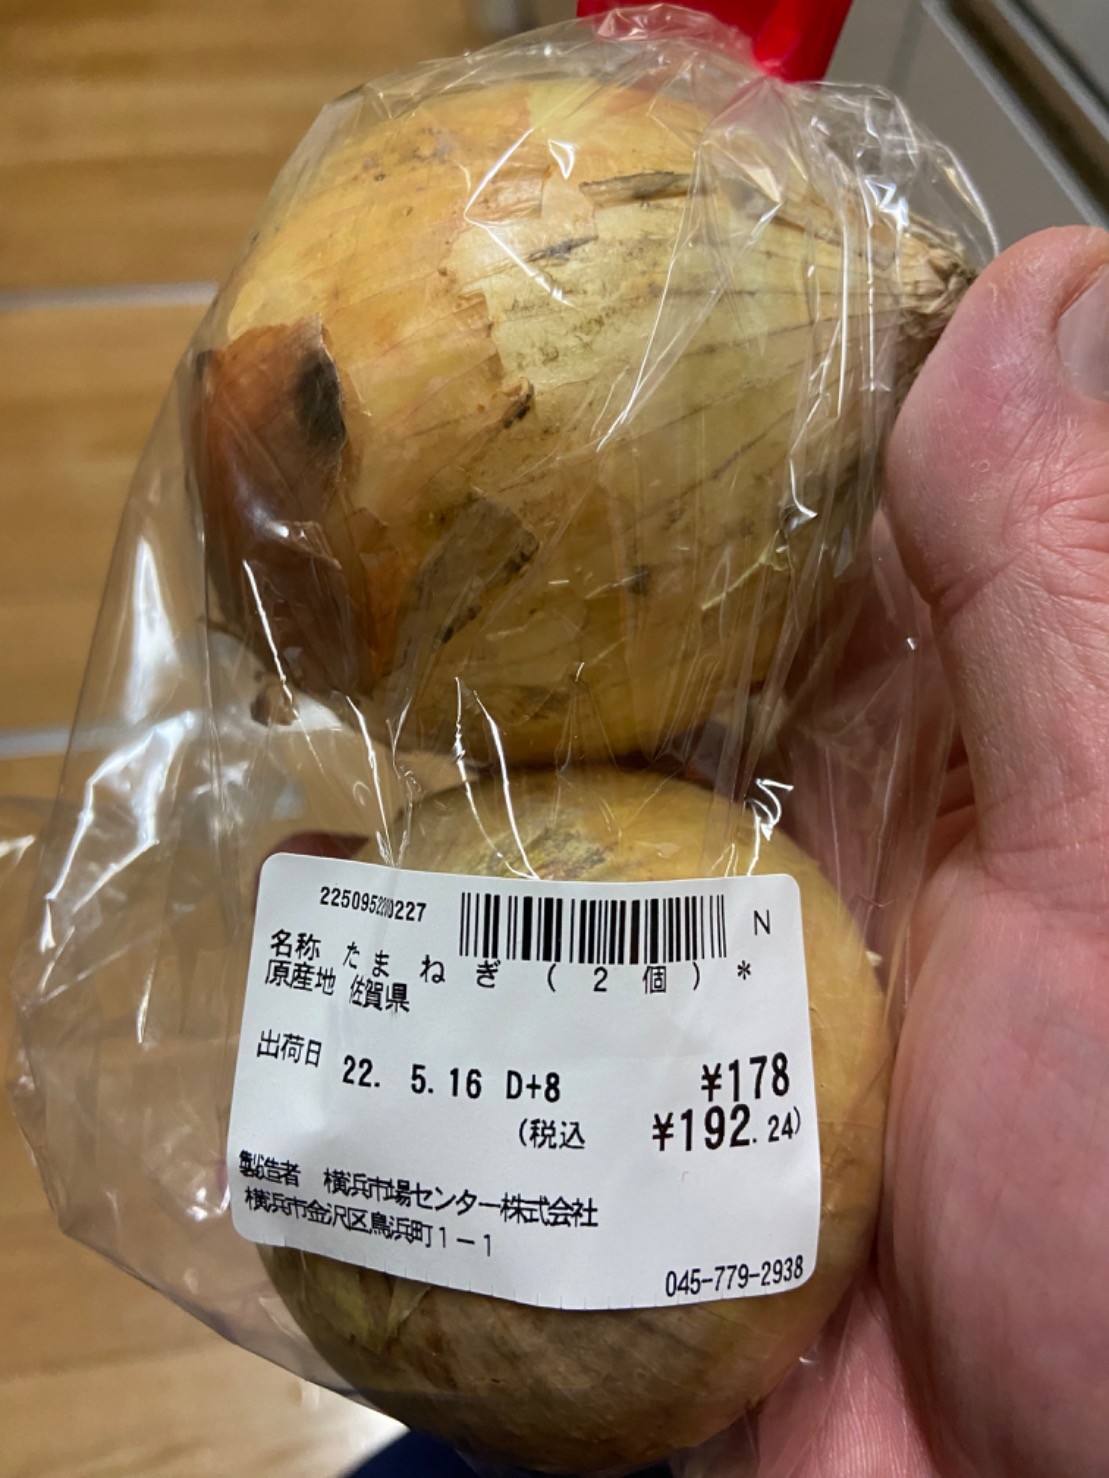 N
名称 たまねぎ(2個)*
原産地 佐賀県
出荷日 22. 5.16 D+8 ¥178
(税込 ¥192.24)
製造者 横浜市場センター株式会社
横浜市金沢区鳥浜町1-1
045-779-2938